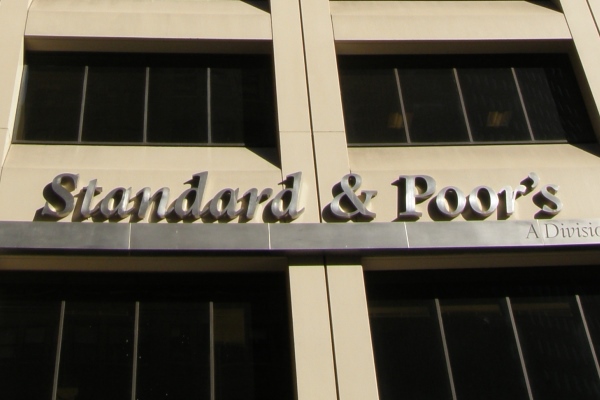 Standard & Poor's
A Divisio